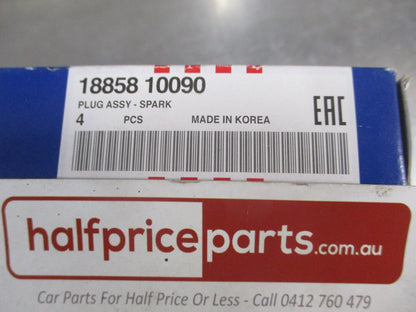 18858 10090
PLUG ASSY - SPARK
4 PCS MADE IN KOREA
EAC
halfpriceparts.com.au
Car Parts For Half Price Or Less - Call 0412 760 479